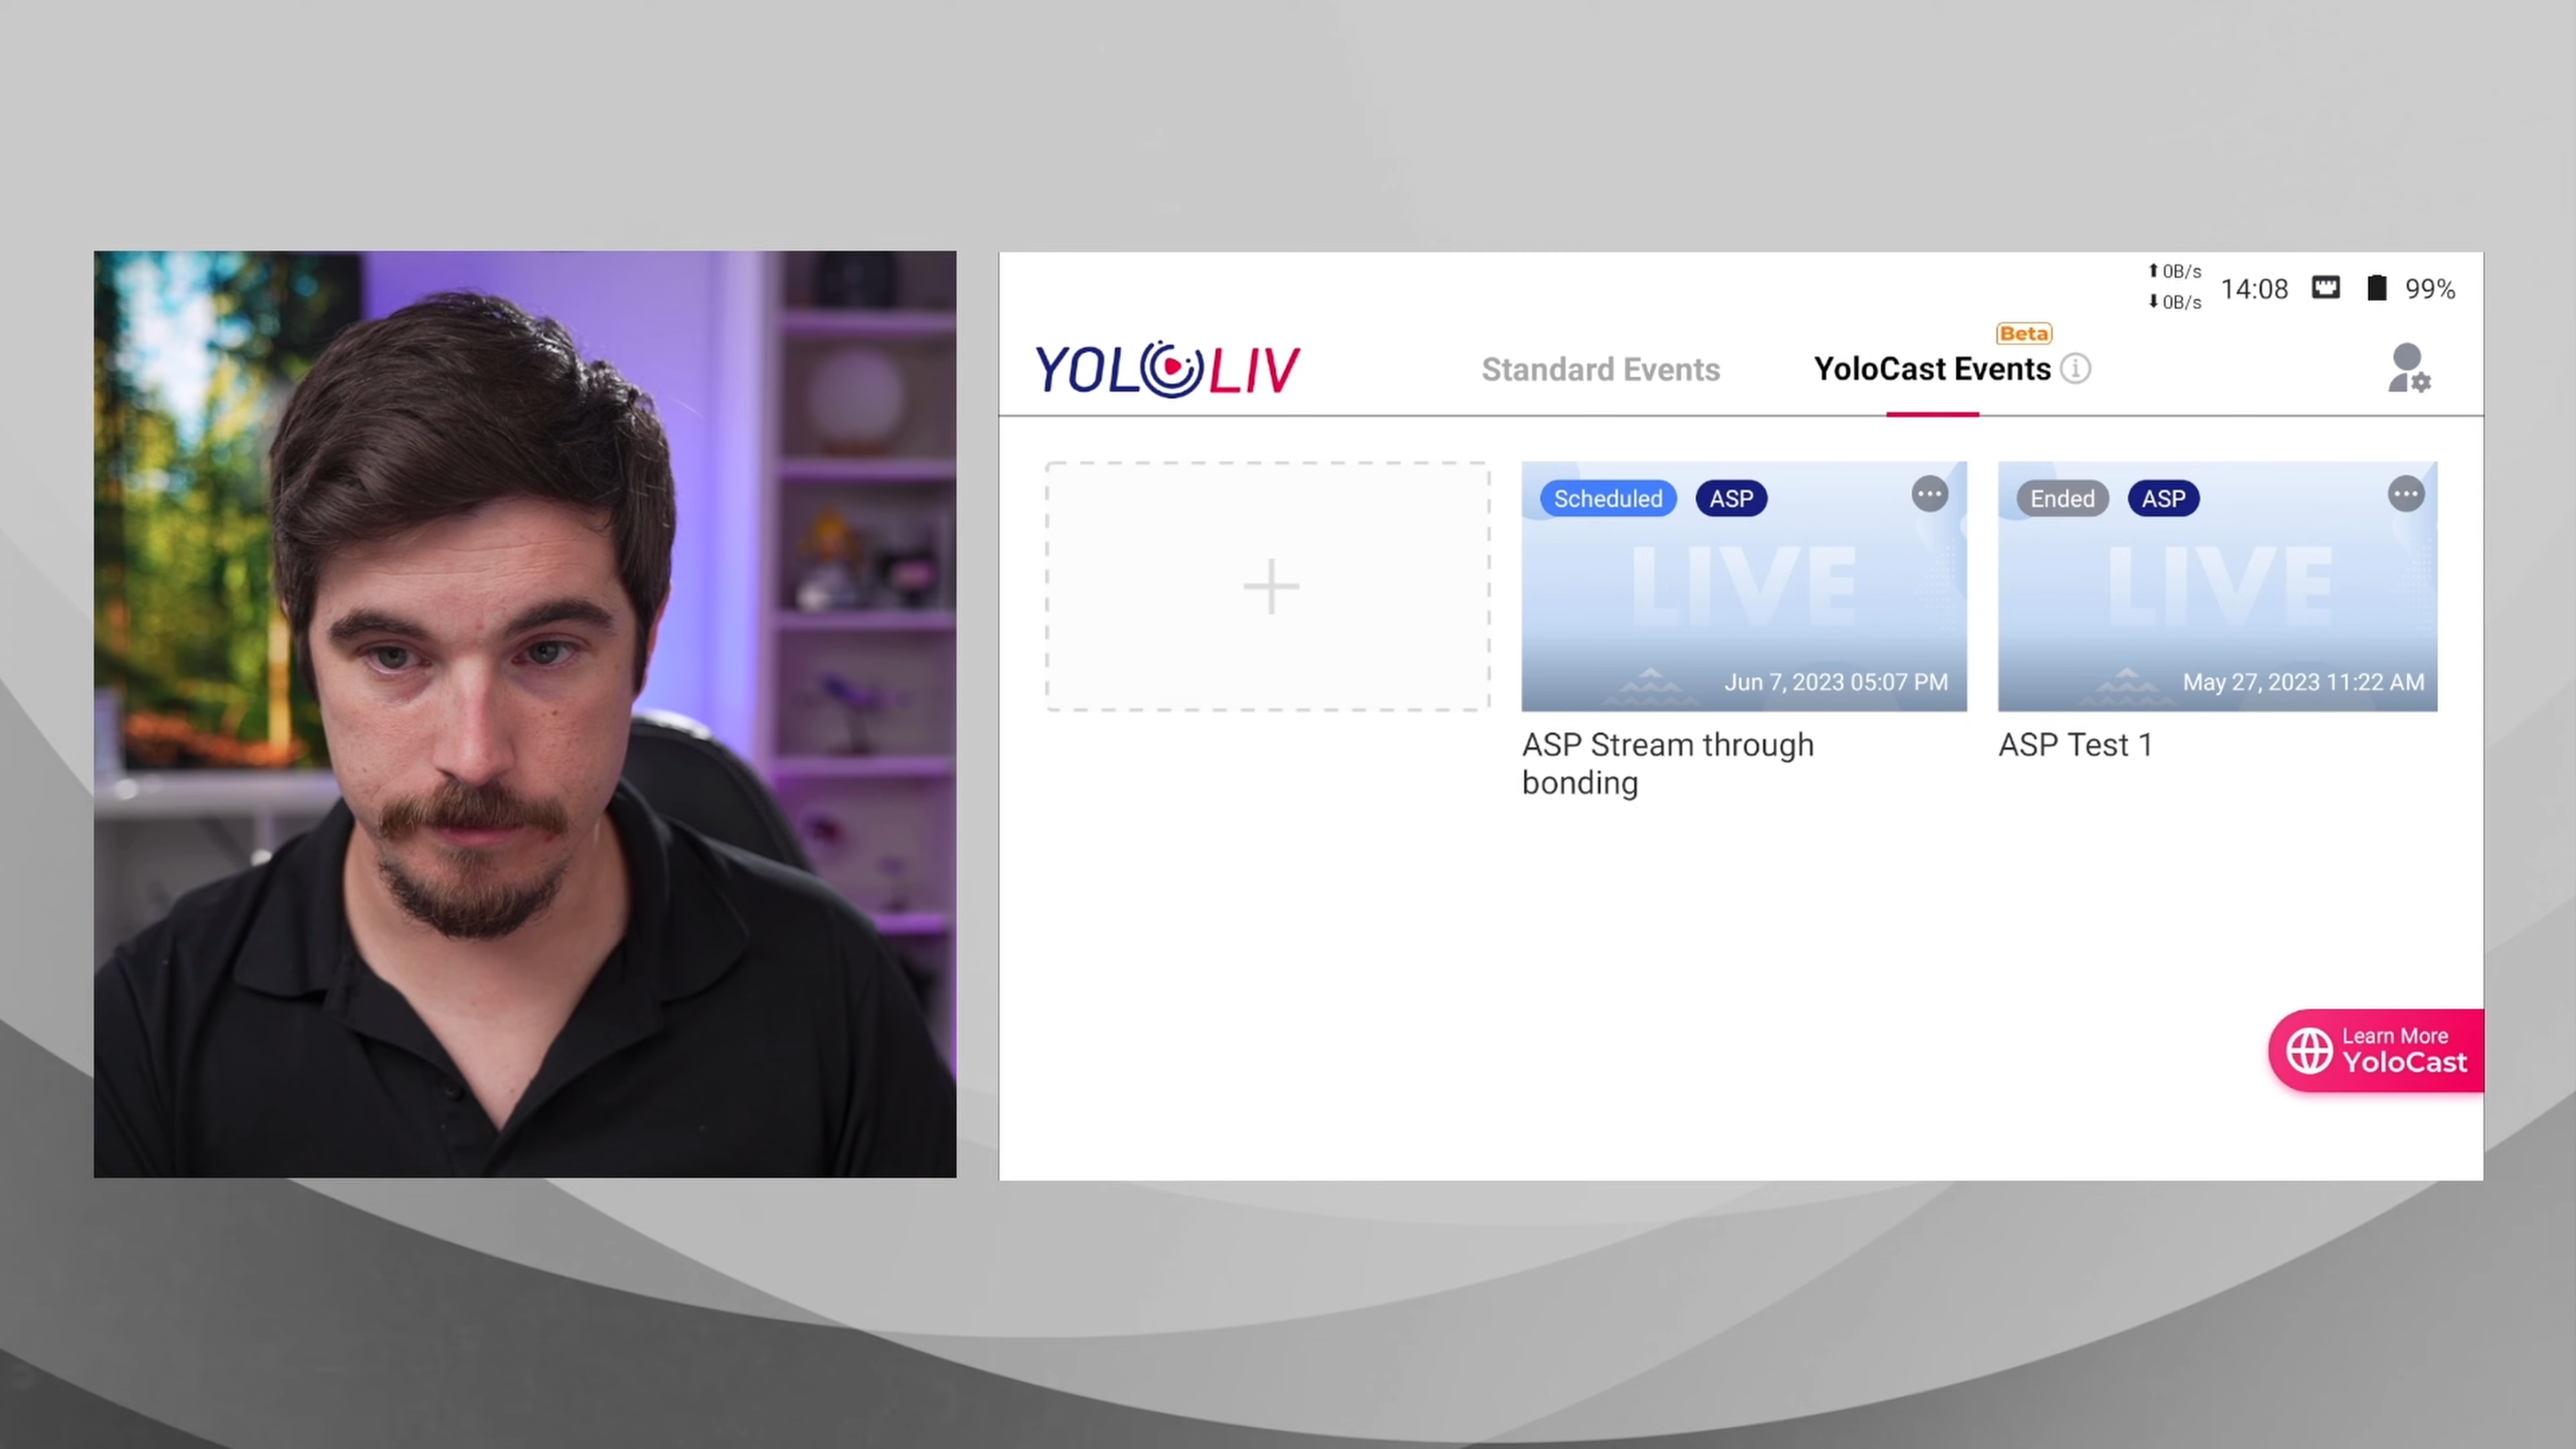 0B/s
0B/s
14:08
99%
YOLOLIV
Standard Events
YoloCast Events
Beta
Scheduled
ASP
LIVE
Jun 7, 2023 05:07 PM
ASP Stream through
bonding
Ended
ASP
LIVE
May 27, 2023 11:22 AM
ASP Test 1
Learn More
YoloCast